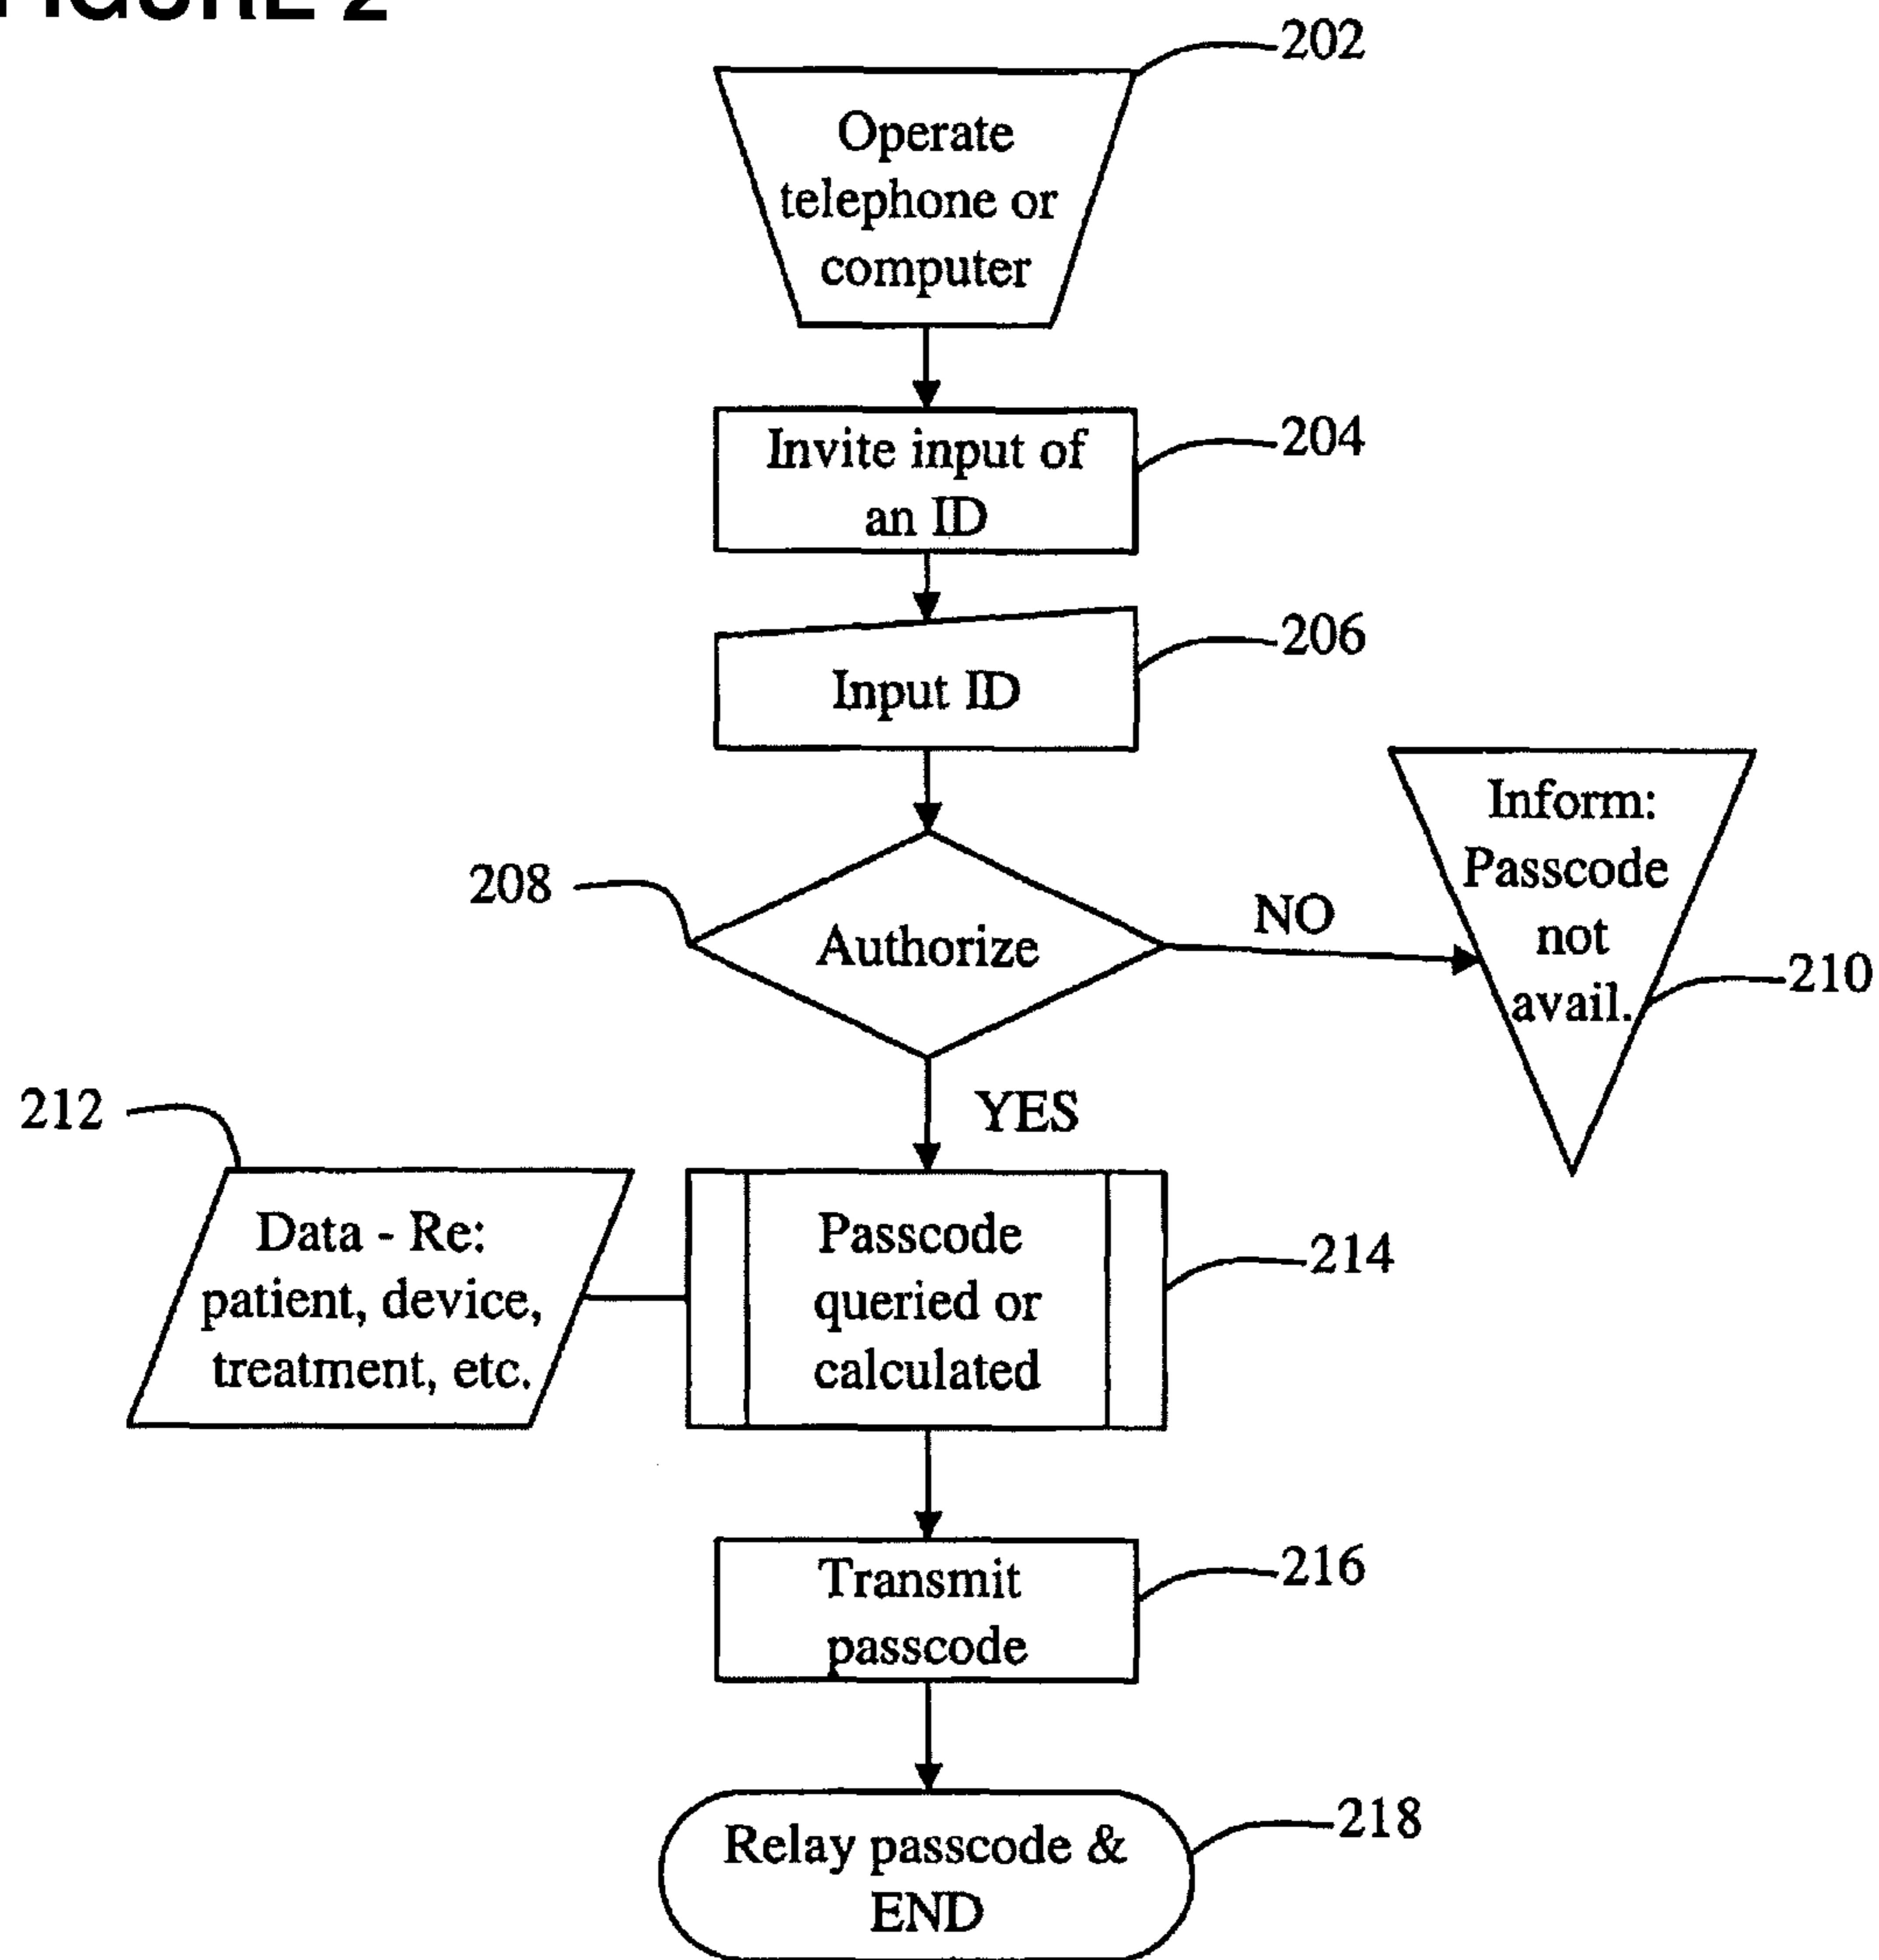 FIGURE 2
202
Operate
telephone or
computer
Invite input of
an ID
204
Input ID
206
208
Authorize
NO
Inform:
Passcode
not
avail.
210
YES
212
Data - Re:
patient, device,
treatment, etc.
Passcode
queried or
calculated
214
Transmit
passcode
216
Relay passcode &
END
218